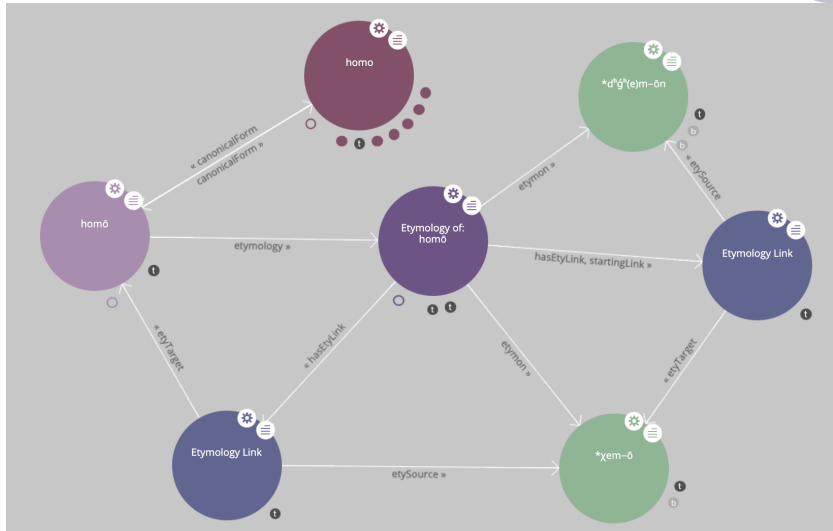 homo
*dʰǵʰ(e)m-ōn
« canonicalForm
canonicalForm »
etymon »
« etySource
homō
Etymology of:
homō
Etymology Link
etymology »
hasEtyLink, startingLink »
« etyTarget
« hasEtyLink
etymon »
« etyTarget
Etymology Link
*χem-ō
etySource »
t
t
b
b
t
t
t
t
t
t
b